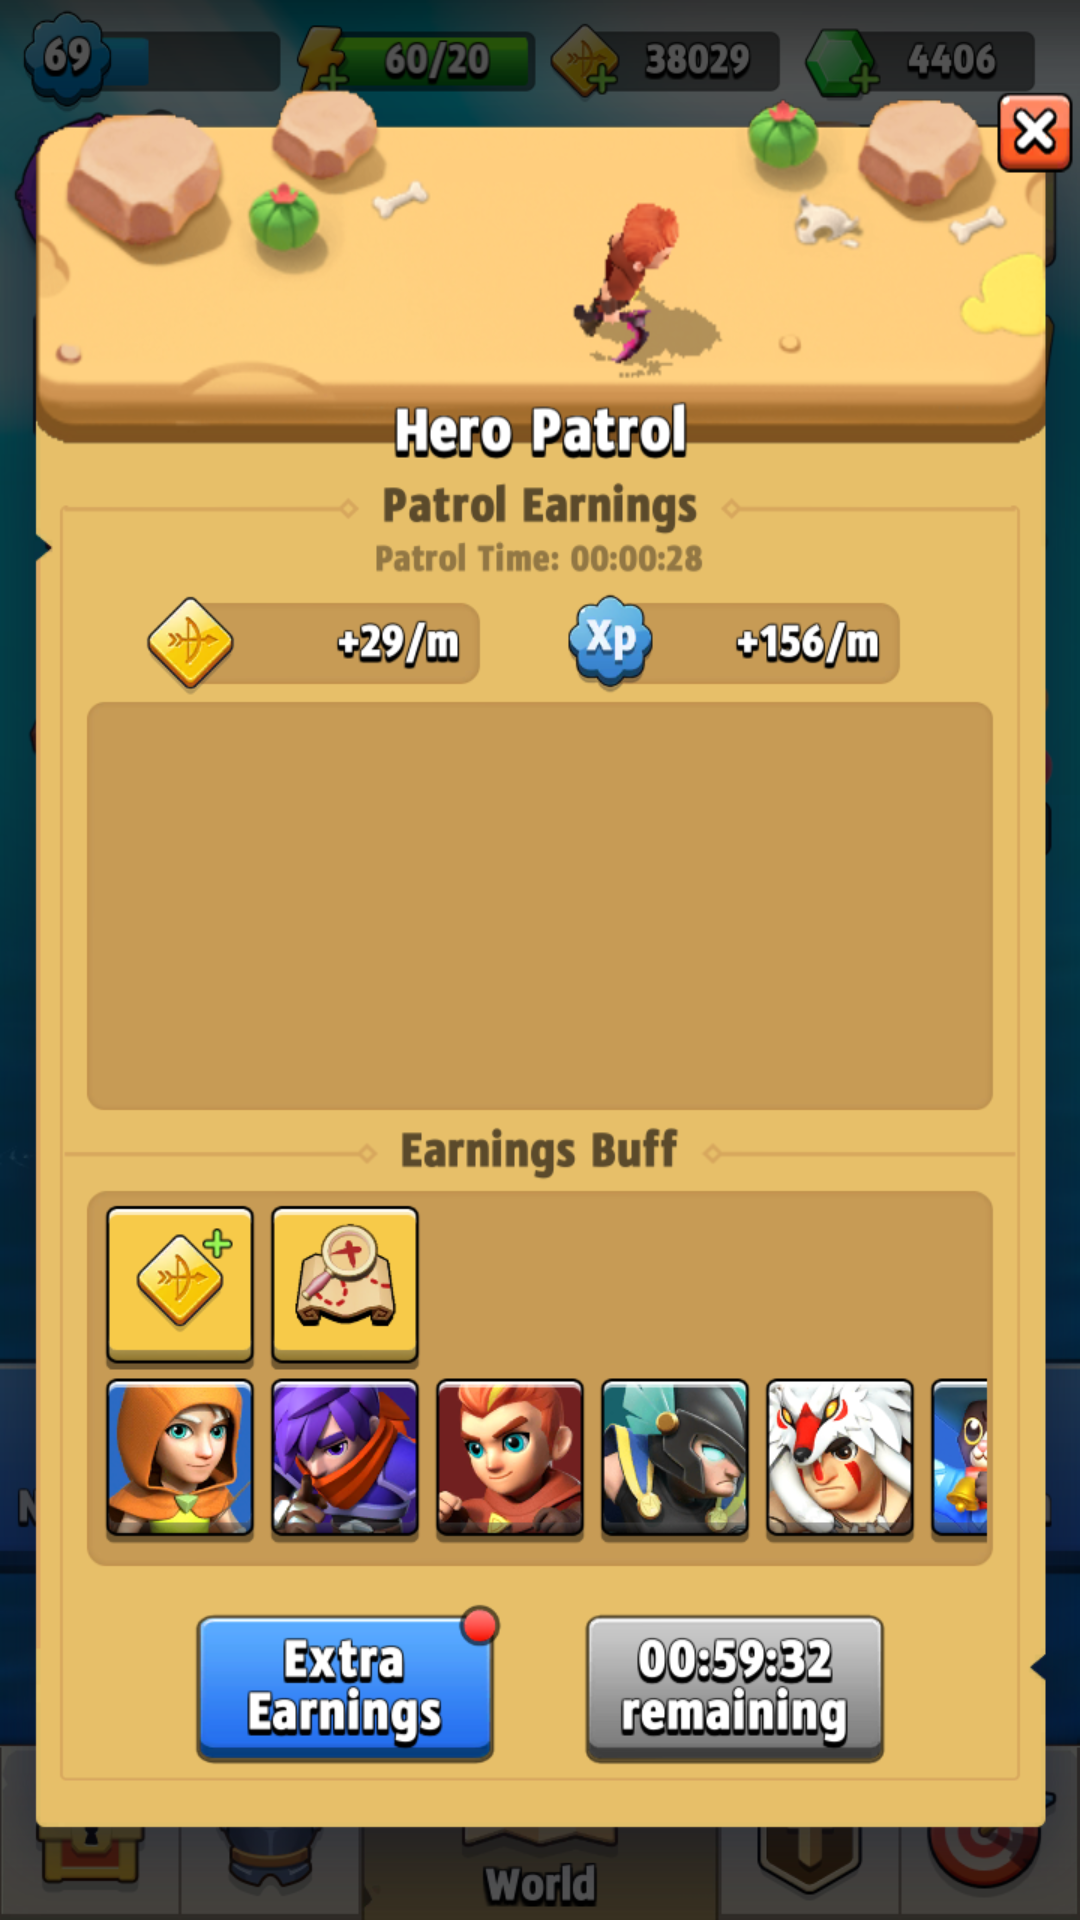 69
60/20
38029
4406
Hero Patrol
Patrol Earnings
Patrol Time: 00:00:28
+29/m
Xp
+156/m
Earnings Buff
Extra
Earnings
00:59:32
remaining
World